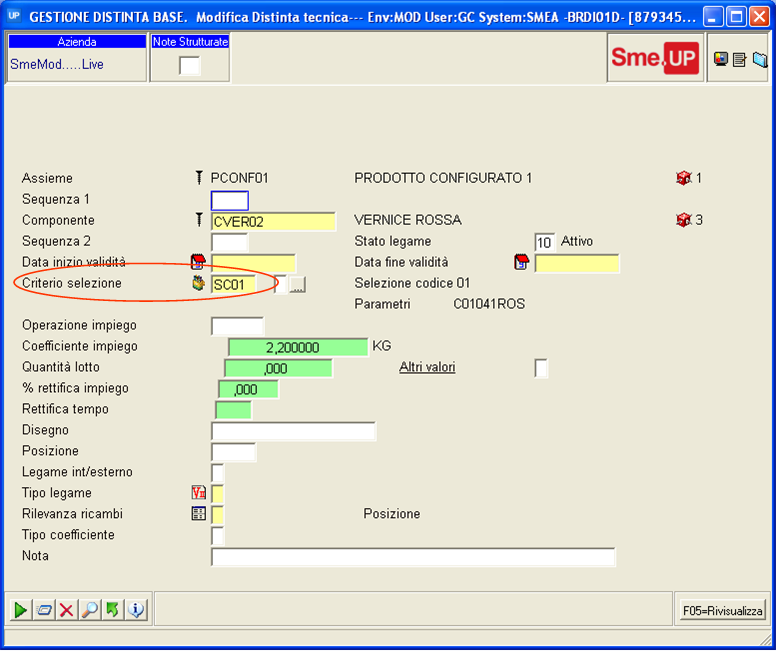 UP GESTIONE DISTINTA BASE. Modifica Distinta tecnica--- Env:MOD User:GC System:SMEA -BRDI01D- [879345...
Azienda
Note Strutturate
SmeMod.....Live
Sme.UP
Assieme PCONF01 PRODOTTO CONFIGURATO 1 1
Sequenza 1
Componente CVER02 VERNICE ROSSA 3
Sequenza 2 Stato legame 10 Attivo
Data inizio validità Data fine validità
Criterio selezione SC01 ... Selezione codice 01
Parametri C01041ROS
Operazione impiego
Coefficiente impiego 2,200000 KG
Quantità lotto ,000 Altri valori
% rettifica impiego ,000
Rettifica tempo
Disegno
Posizione
Legame int/esterno
Tipo legame
Rilevanza ricambi Posizione
Tipo coefficiente
Nota
F05=Rivisualizza